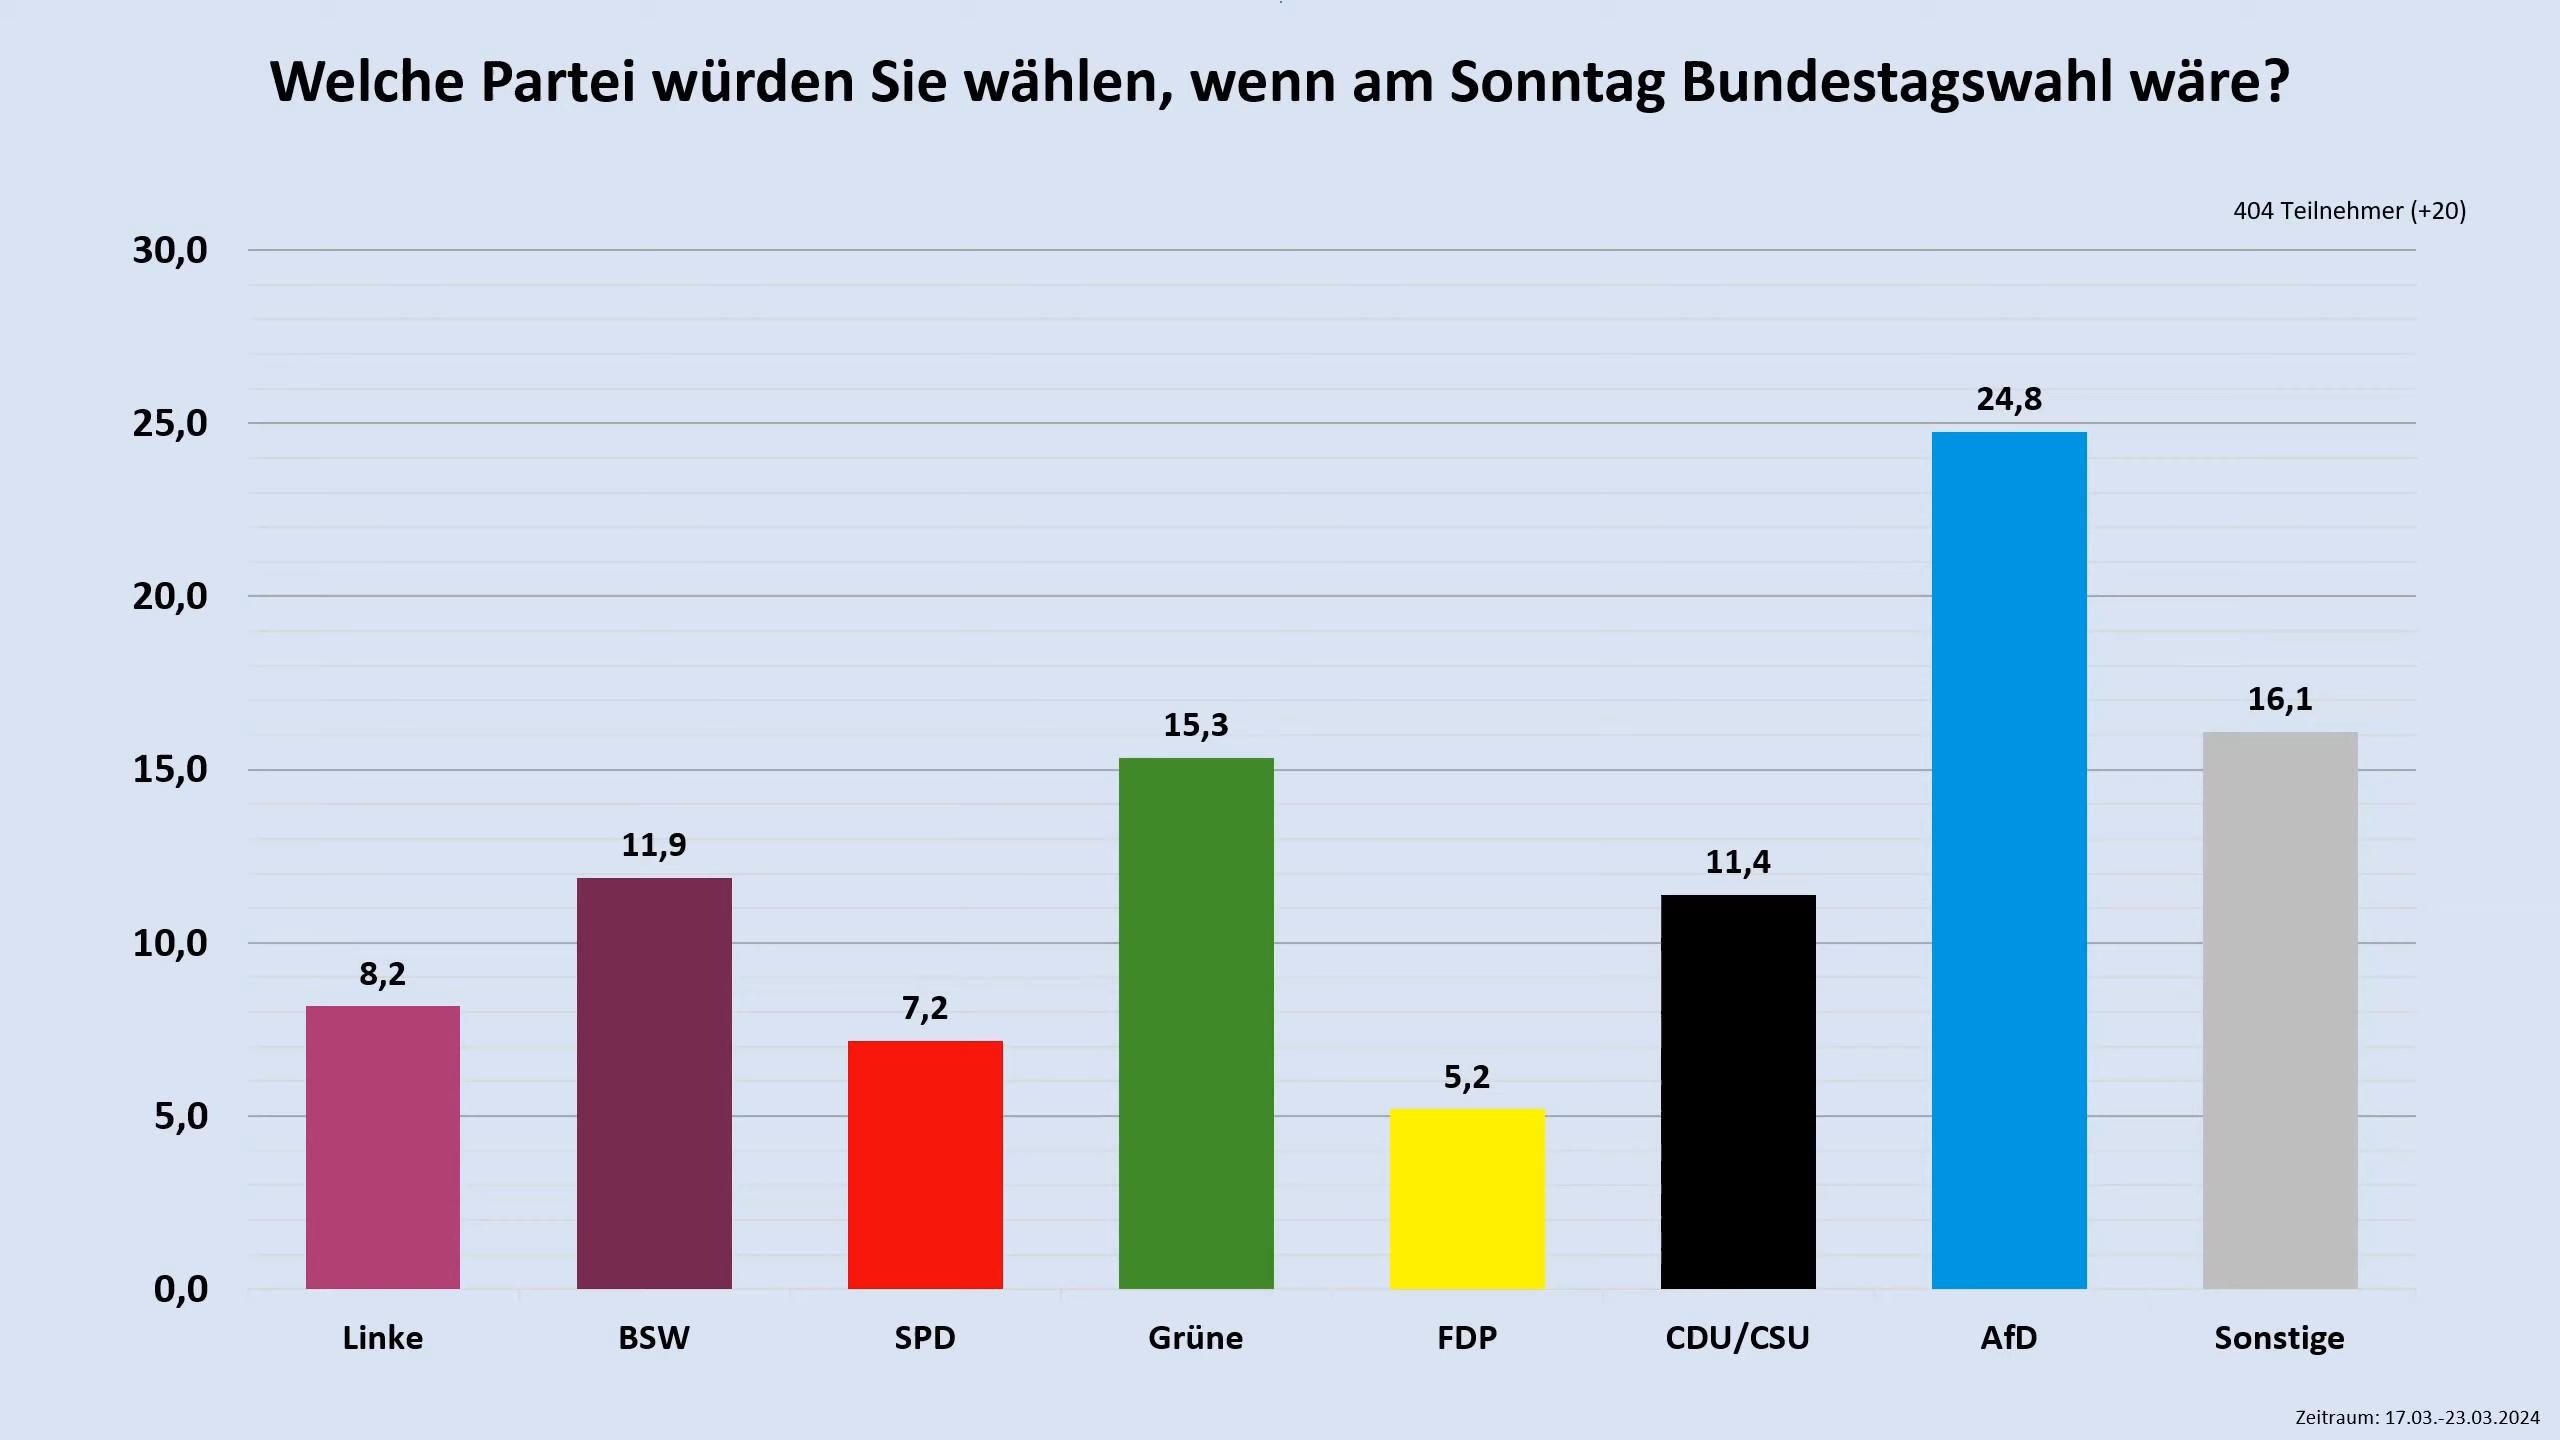 Welche Partei würden Sie wählen, wenn am Sonntag Bundestagswahl wäre?
404 Teilnehmer (+20)
30,0
25,0
20,0
15,0
10,0
5,0
0,0
8,2
11,9
7,2
15,3
5,2
11,4
24,8
16,1
Linke
BSW
SPD
Grüne
FDP
CDU/CSU
AfD
Sonstige
Zeitraum: 17.03.-23.03.2024